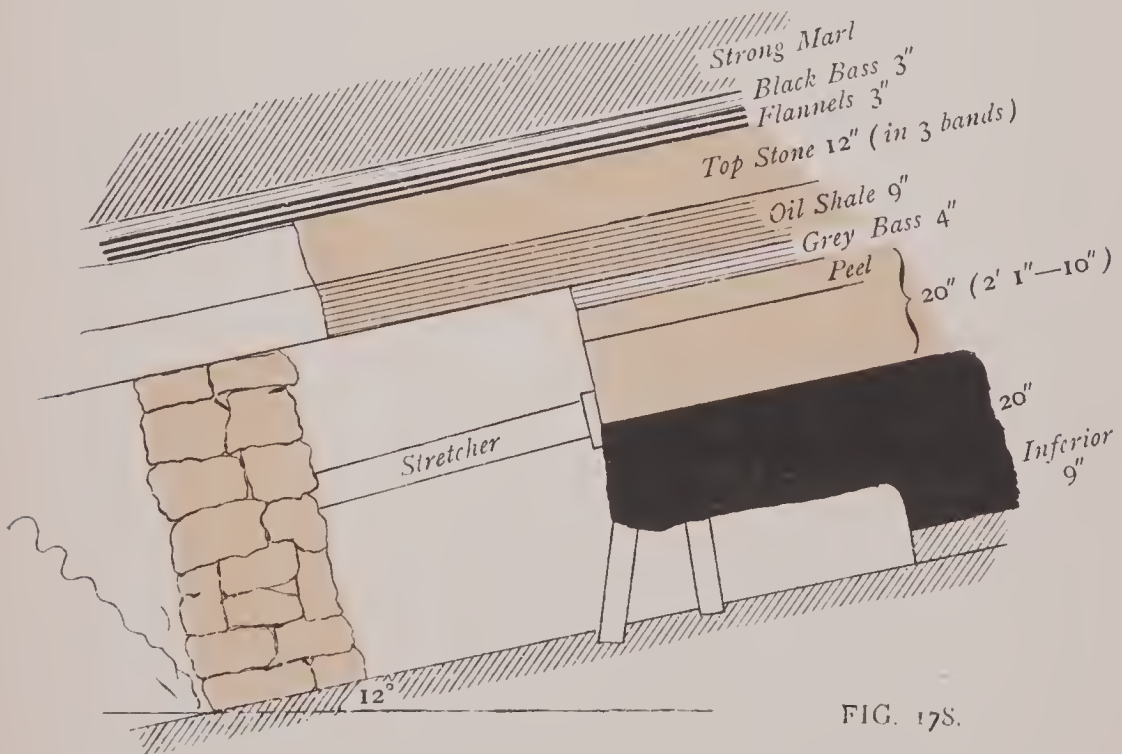 Strong Marl
Black Bass 3"
Flannels 3"
Top Stone 12" (in 3 bands)
Oil Shale 9"
Grey Bass 4"
Peel
20" (2' 1"—10")
20"
Inferior
9"
Stretcher
12°
FIG. 178.